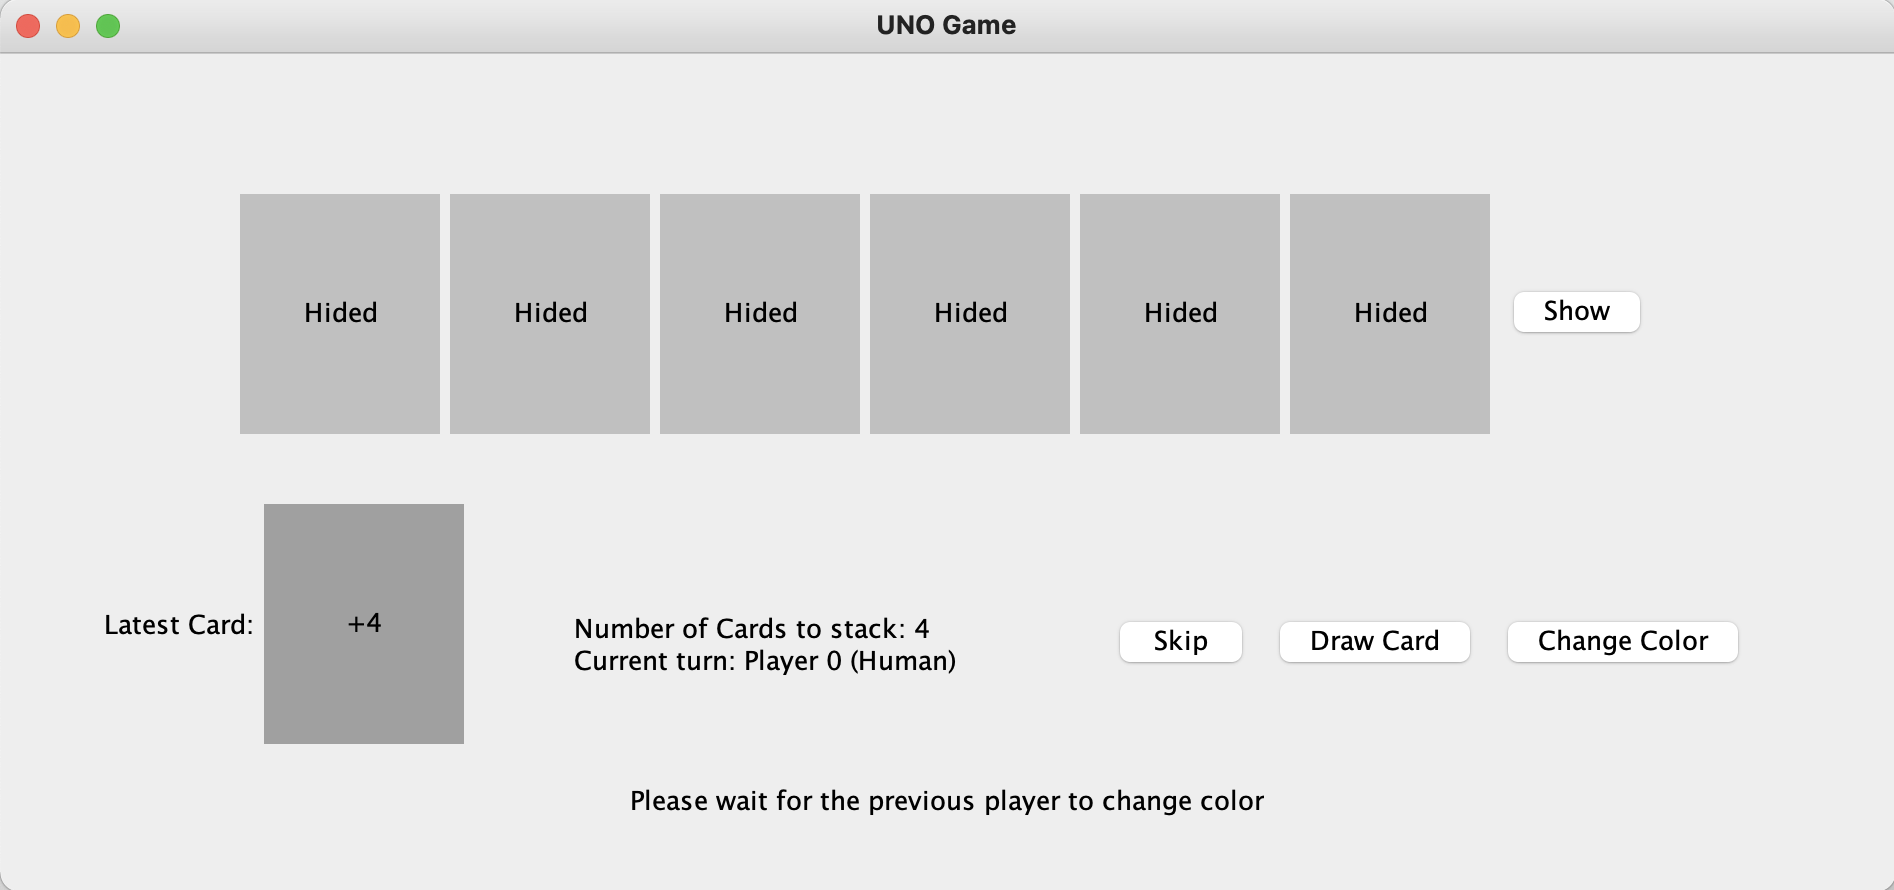 UNO Game
Hided Hided Hided Hided Hided Hided Show
Latest Card: +4
Number of Cards to stack: 4
Current turn: Player 0 (Human)
Skip Draw Card Change Color
Please wait for the previous player to change color